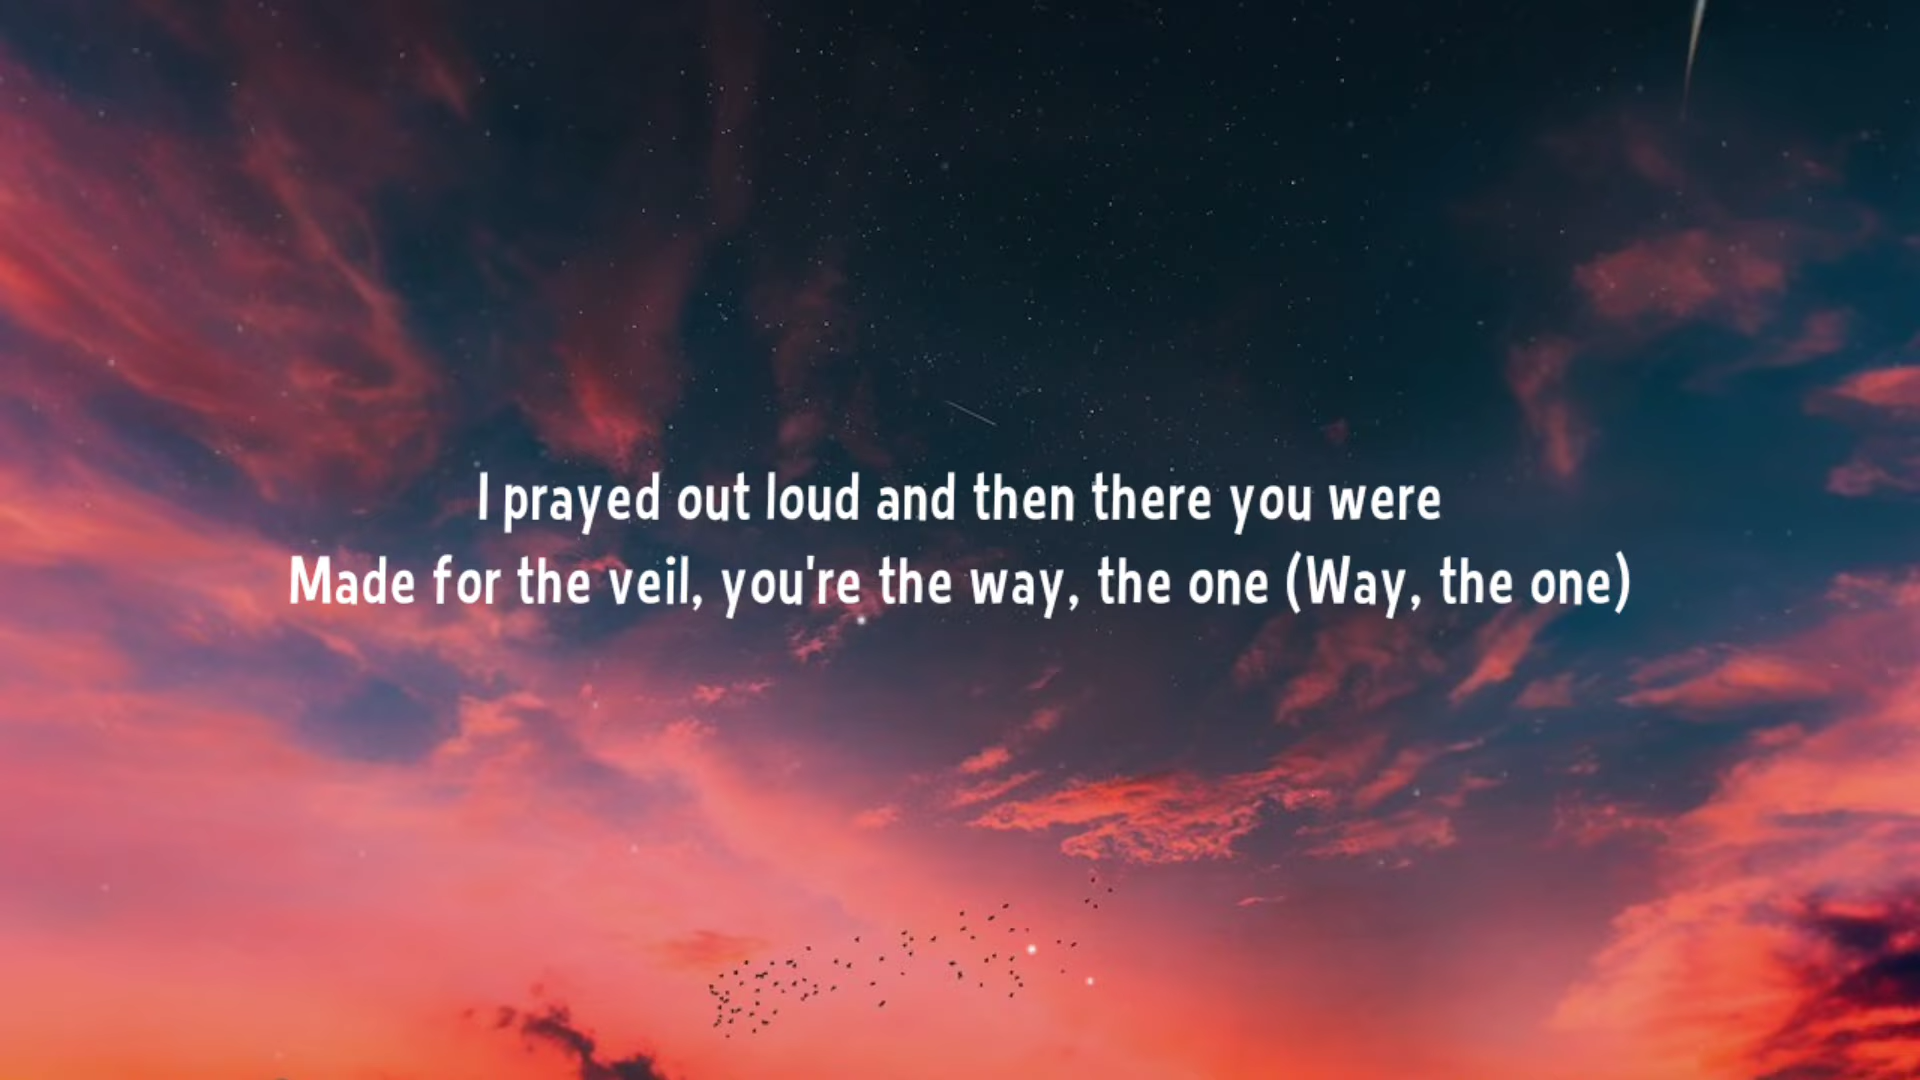 I prayed out loud and then there you were
Made for the veil, you're the way, the one (Way, the one)